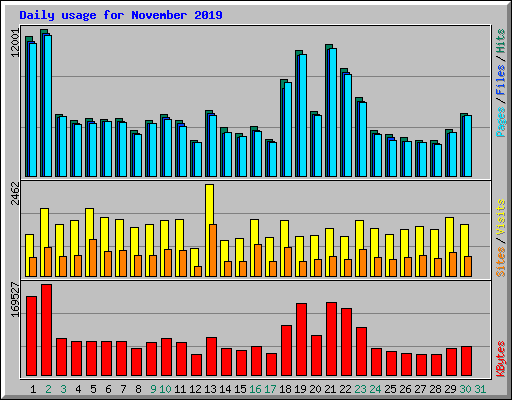 Daily usage for November 2019
12001
Pages / Files / Hits
2462
Sites / Visits
169527
KBytes
1 2 3 4 5 6 7 8 9 10 11 12 13 14 15 16 17 18 19 20 21 22 23 24 25 26 27 28 29 30 31